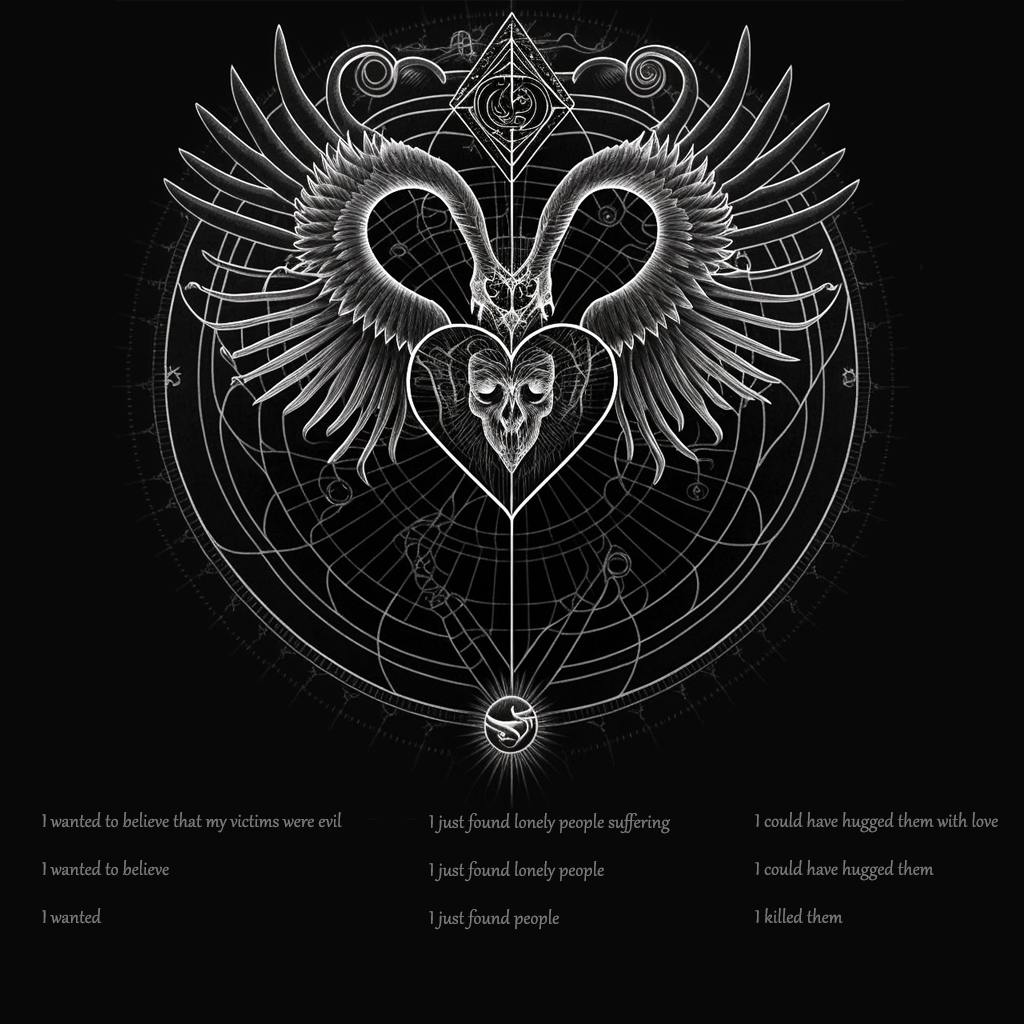 I wanted to believe that my victims were evil
I wanted to believe
I wanted
I just found lonely people suffering
I just found lonely people
I just found people
I could have hugged them with love
I could have hugged them
I killed them